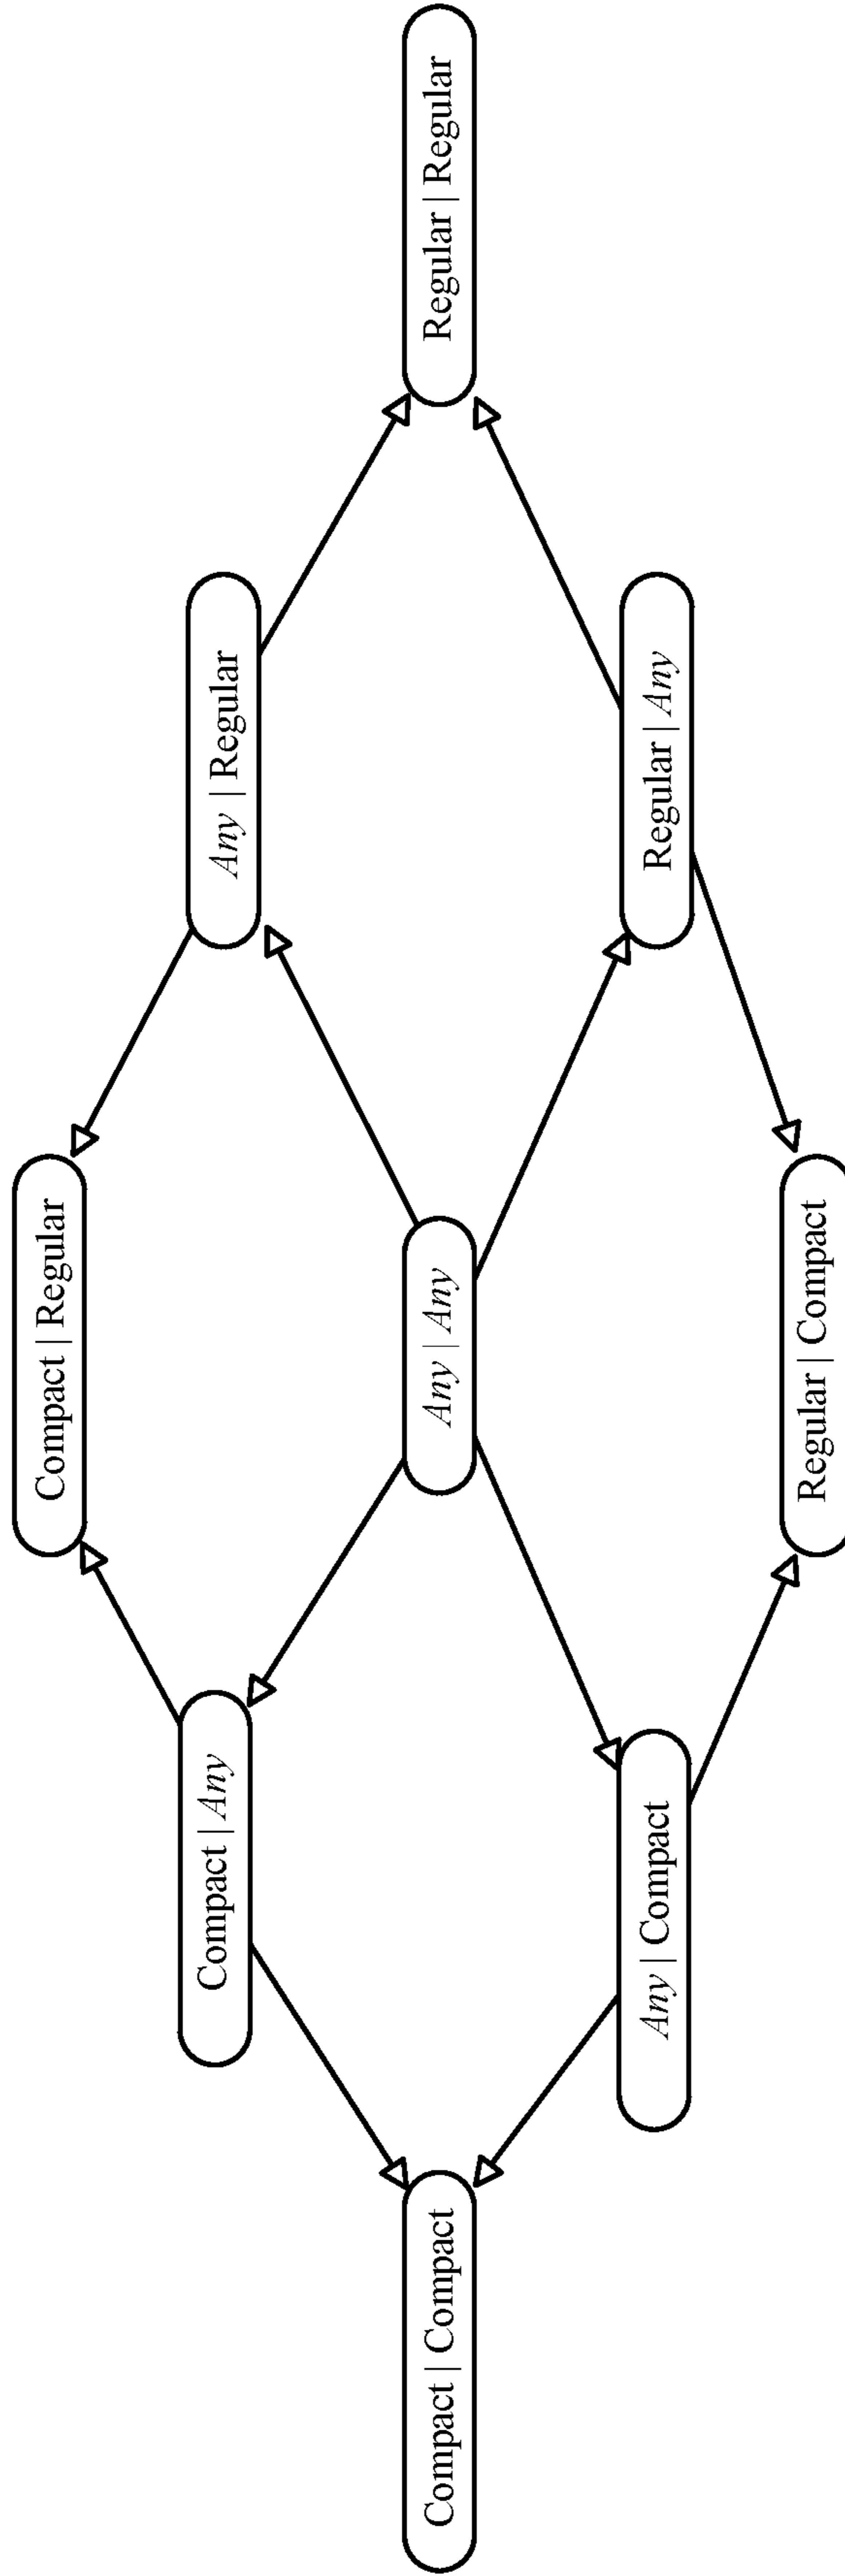 Compact | Regular
Compact | Any
Any | Regular
Compact | Compact
Any | Any
Regular | Regular
Any | Compact
Regular | Any
Regular | Compact